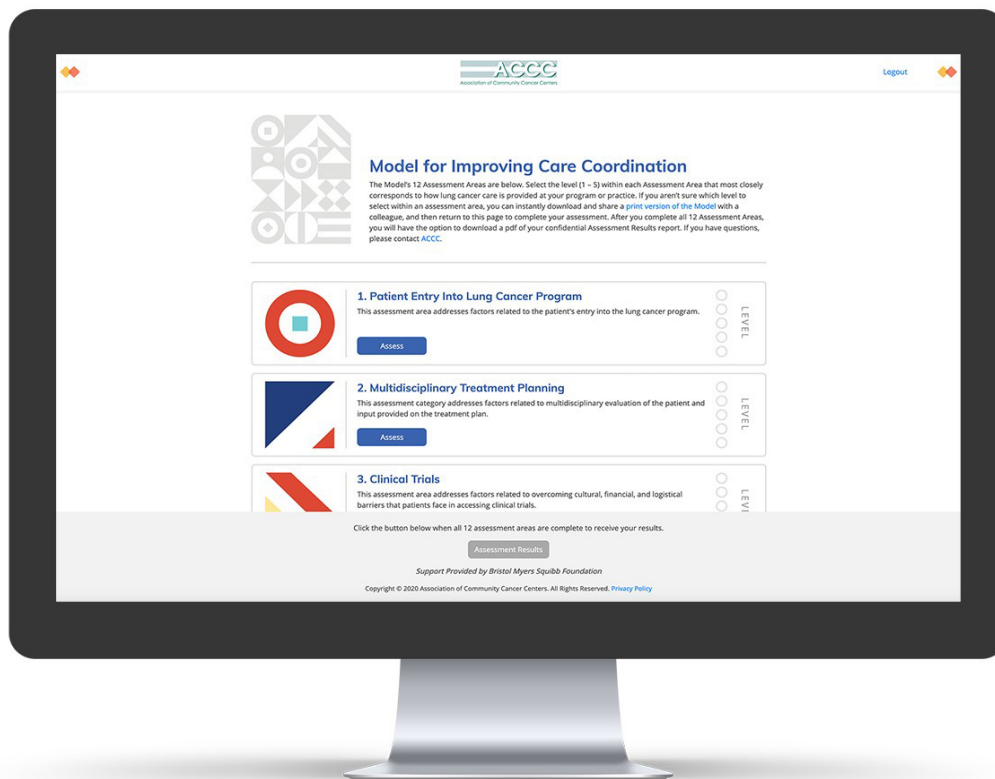 ACCC
Association of Community Cancer Centers
Logout
Model for Improving Care Coordination
The Model's 12 Assessment Areas are below. Select the level (1 – 5) within each Assessment Area that most closely
corresponds to how lung cancer care is provided at your program or practice. If you aren't sure which level to
select within an assessment area, you can instantly download and share a print version of the Model with a
colleague, and then return to this page to complete your assessment. After you complete all 12 Assessment Areas,
you will have the option to download a pdf of your confidential Assessment Results report. If you have questions,
please contact ACCC.
1. Patient Entry Into Lung Cancer Program
This assessment area addresses factors related to the patient's entry into the lung cancer program.
Assess
LEVEL
2. Multidisciplinary Treatment Planning
This assessment category addresses factors related to multidisciplinary evaluation of the patient and
input provided on the treatment plan.
Assess
LEVEL
3. Clinical Trials
This assessment area addresses factors related to overcoming cultural, financial, and logistical
barriers that patients face in accessing clinical trials.
LEV
Click the button below when all 12 assessment areas are complete to receive your results.
Assessment Results
Support Provided by Bristol Myers Squibb Foundation
Copyright © 2020 Association of Community Cancer Centers. All Rights Reserved. Privacy Policy